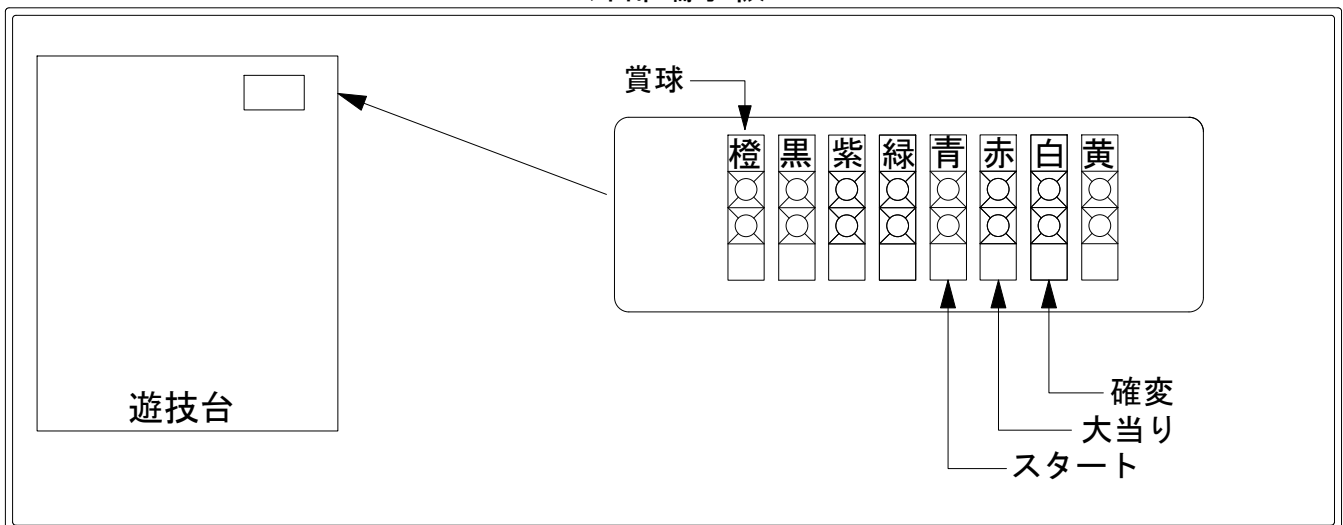 賞球
橙 黒 紫 緑 青 赤 白 黄
遊技台
確変
大当り
スタート